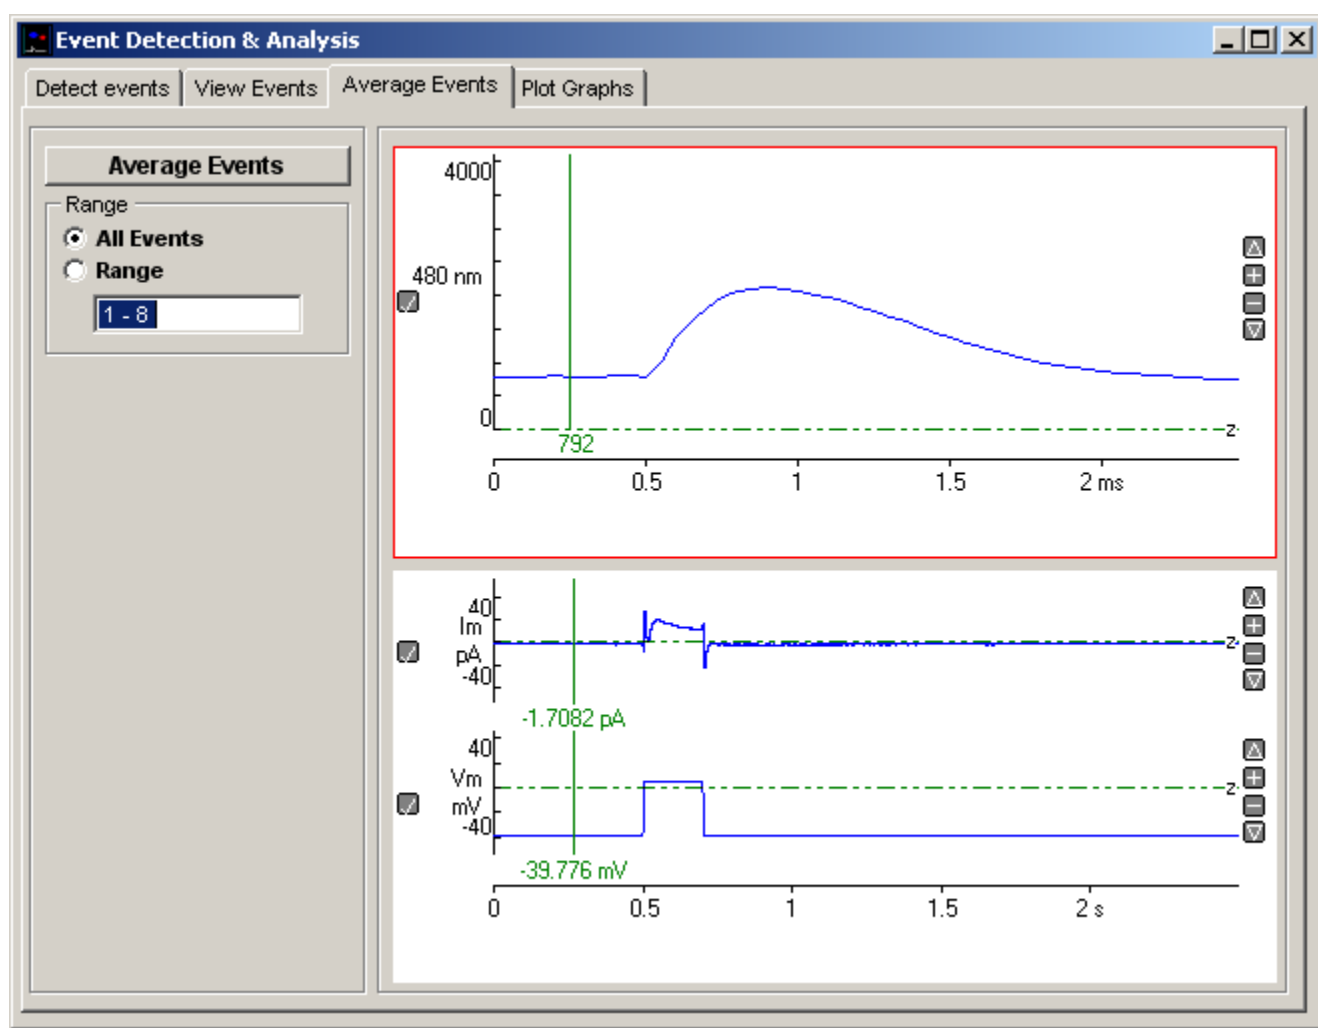 Event Detection & Analysis
Detect events View Events Average Events Plot Graphs
Average Events
Range
All Events
Range
1 - 8
4000
480 nm
0
z
792
0 0.5 1 1.5 2 ms
40
Im
pA
-40
z
-1.7082 pA
40
Vm
mV
-40
z
-39.776 mV
0 0.5 1 1.5 2 s